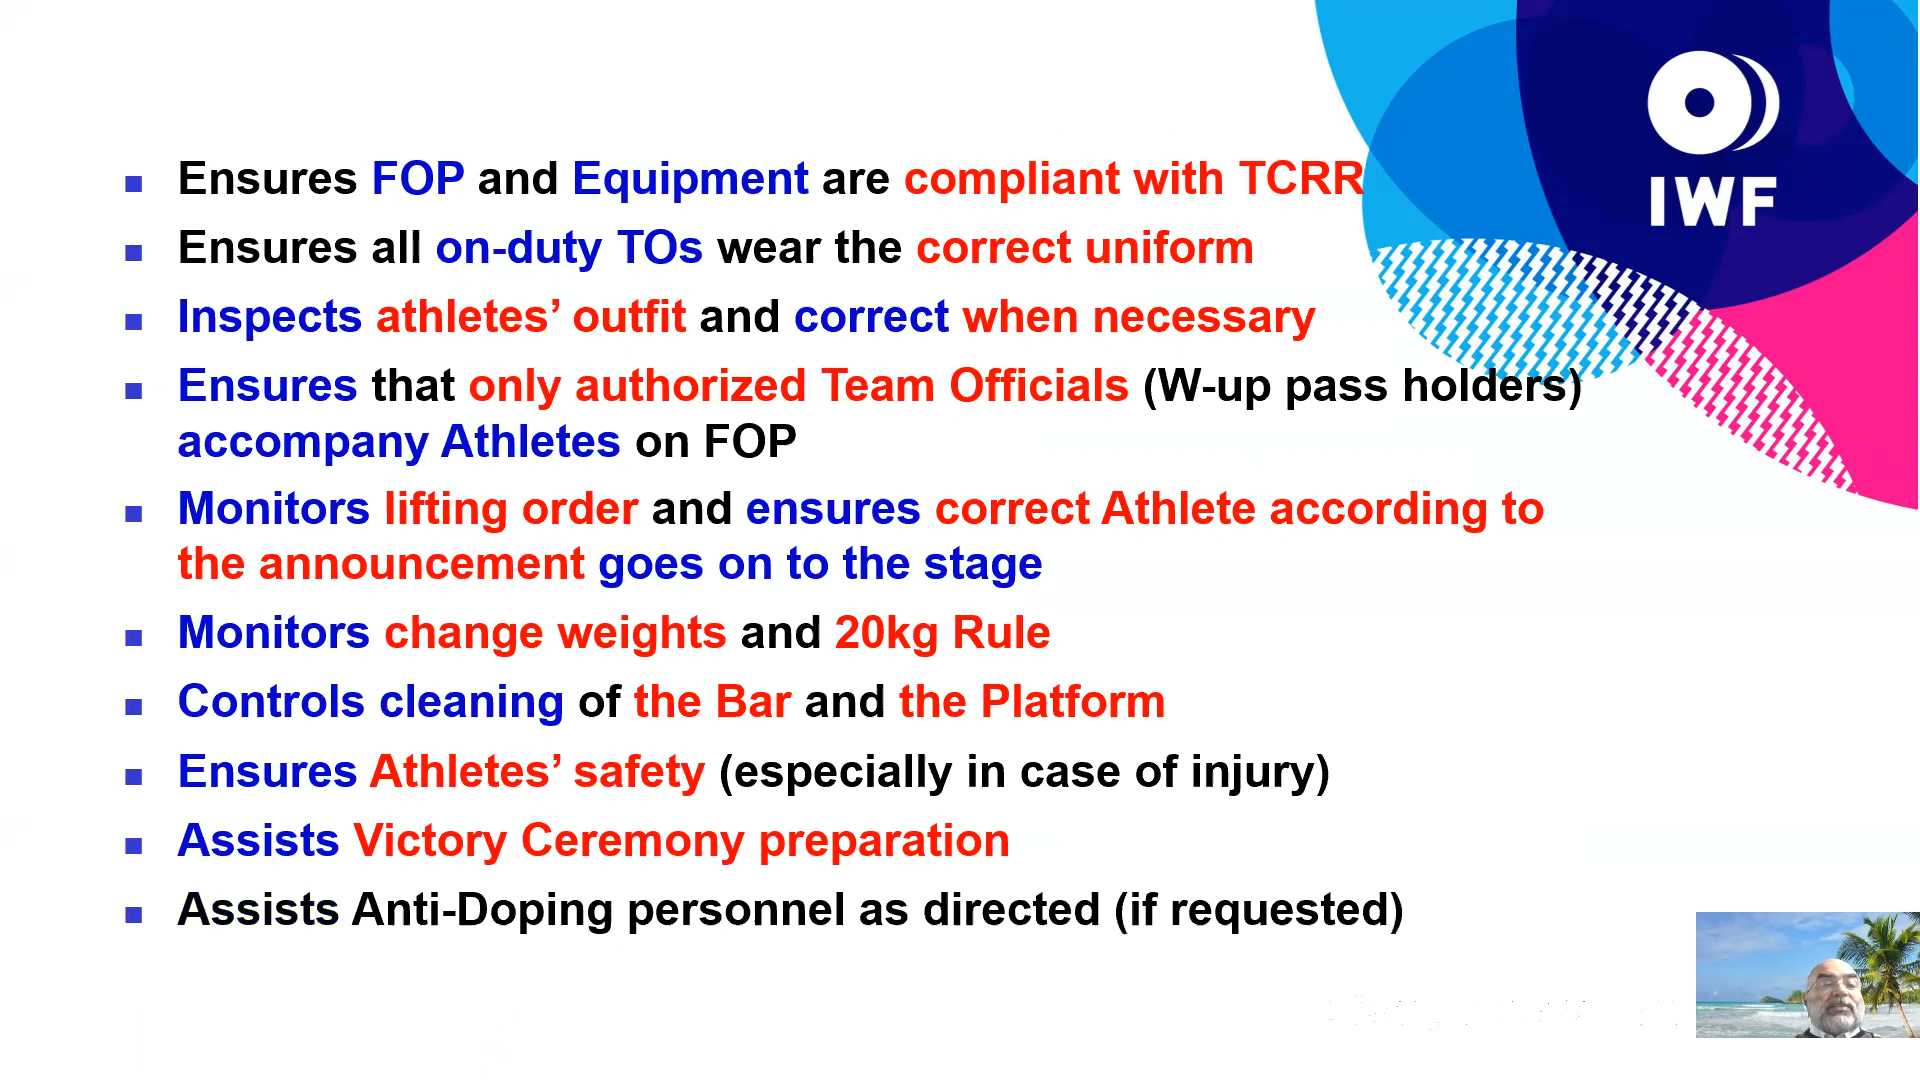 IWF
Ensures FOP and Equipment are compliant with TCRR
Ensures all on-duty TOs wear the correct uniform
Inspects athletes’ outfit and correct when necessary
Ensures that only authorized Team Officials (W-up pass holders)
accompany Athletes on FOP
Monitors lifting order and ensures correct Athlete according to
the announcement goes on to the stage
Monitors change weights and 20kg Rule
Controls cleaning of the Bar and the Platform
Ensures Athletes’ safety (especially in case of injury)
Assists Victory Ceremony preparation
Assists Anti-Doping personnel as directed (if requested)